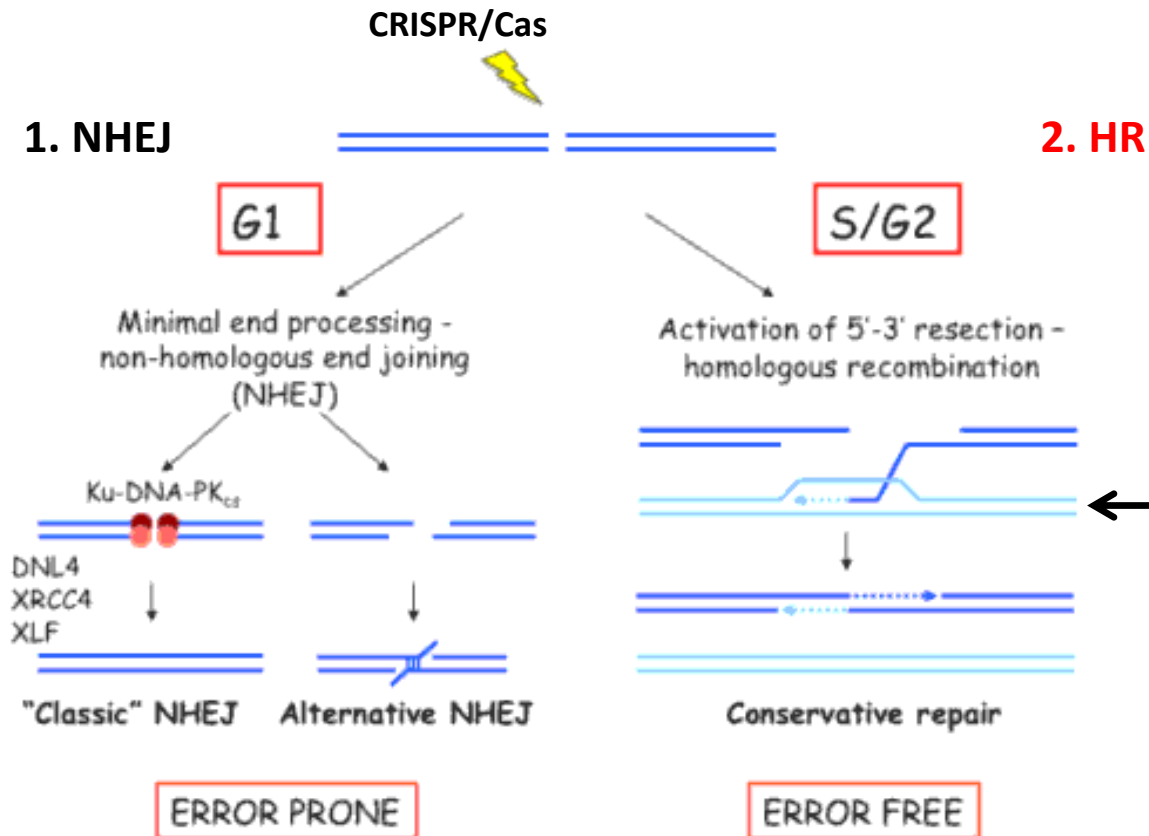 CRISPR/Cas
1. NHEJ
2. HR
G1
S/G2
Minimal end processing -
non-homologous end joining
(NHEJ)
Activation of 5'-3' resection –
homologous recombination
Ku-DNA-PKcs
DNL4
XRCC4
XLF
"Classic" NHEJ
Alternative NHEJ
Conservative repair
ERROR PRONE
ERROR FREE